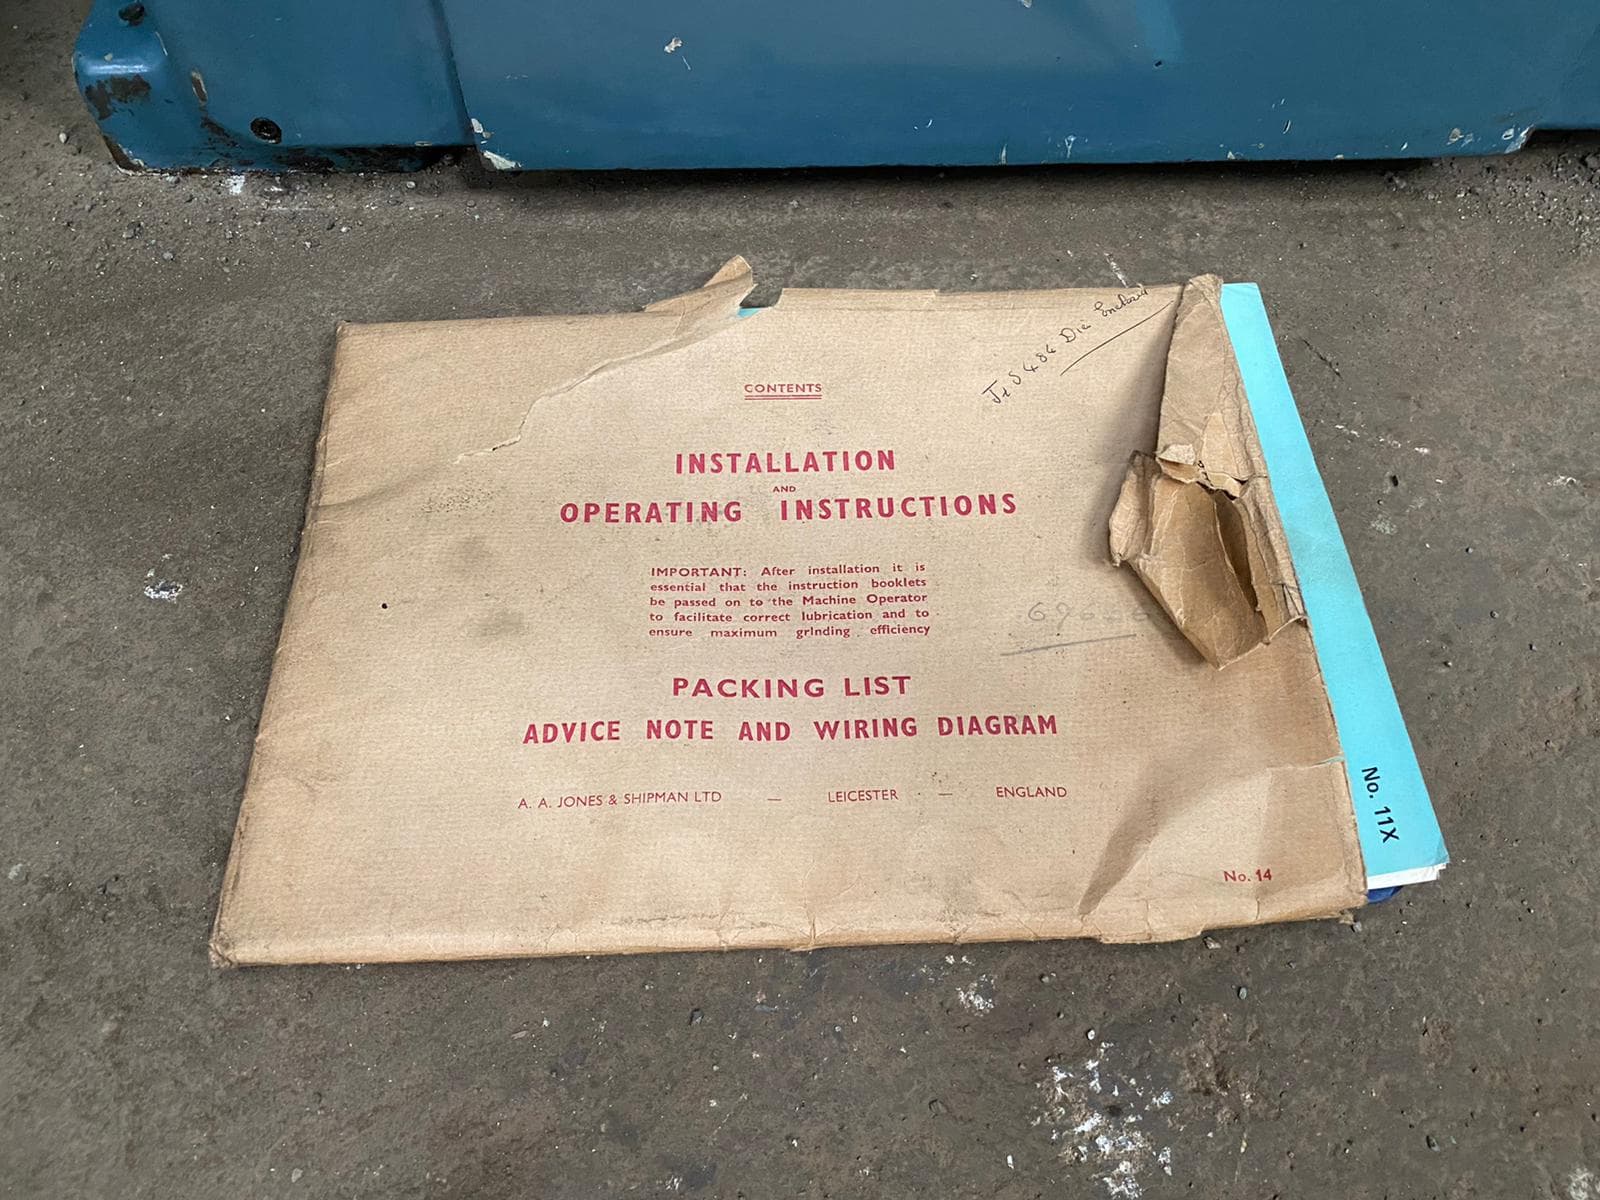 CONTENTS
INSTALLATION
AND
OPERATING INSTRUCTIONS
IMPORTANT: After installation it is
essential that the instruction booklets
be passed on to the Machine Operator
to facilitate correct lubrication and to
ensure maximum grinding efficiency
69
PACKING LIST
ADVICE NOTE AND WIRING DIAGRAM
A. A. JONES & SHIPMAN LTD — LEICESTER — ENGLAND
No. 14
No. 11X